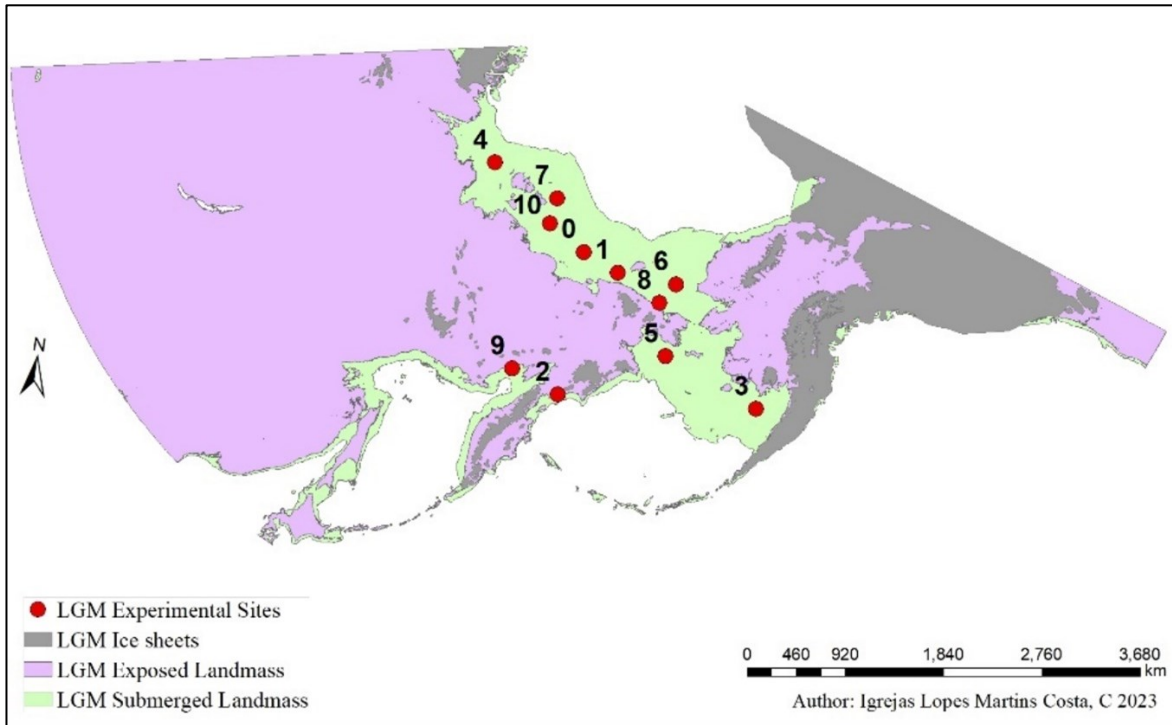 4
7
10
0
1
6
8
5
9
2
3
N
LGM Experimental Sites
LGM Ice sheets
LGM Exposed Landmass
LGM Submerged Landmass
0 460 920 1,840 2,760 3,680
km
Author: Igrejas Lopes Martins Costa, C 2023